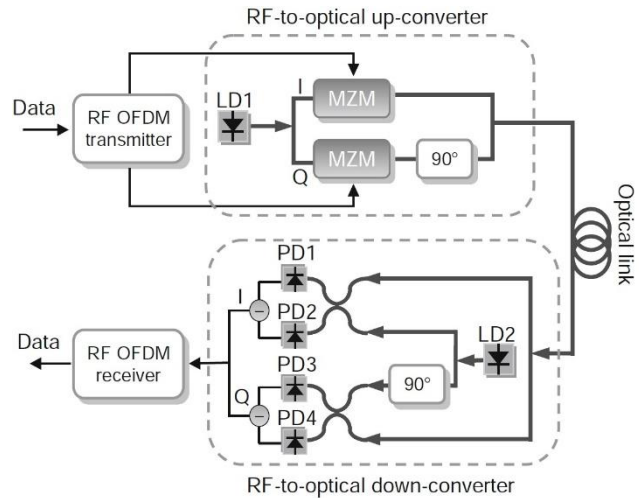 RF-to-optical up-converter
Data
RF OFDM
transmitter
LD1
I
MZM
MZM
Q
90°
Optical link
PD1
I
PD2
LD2
Data
RF OFDM
receiver
PD3
90°
Q
PD4
RF-to-optical down-converter